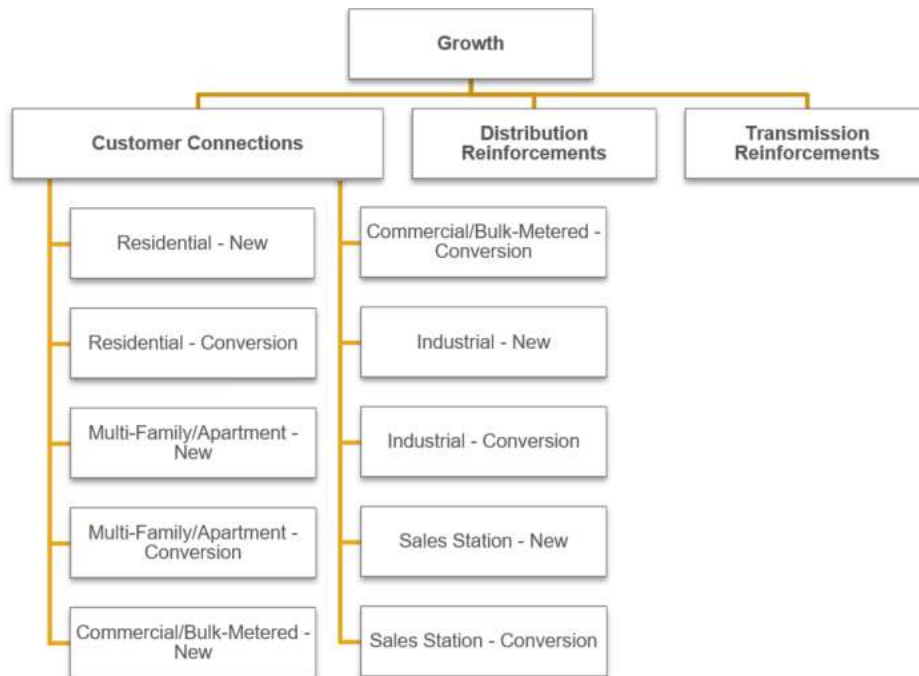 Growth
Customer Connections
Distribution
Reinforcements
Transmission
Reinforcements
Residential - New
Residential - Conversion
Multi-Family/Apartment -
New
Multi-Family/Apartment -
Conversion
Commercial/Bulk-Metered -
New
Commercial/Bulk-Metered -
Conversion
Industrial - New
Industrial - Conversion
Sales Station - New
Sales Station - Conversion